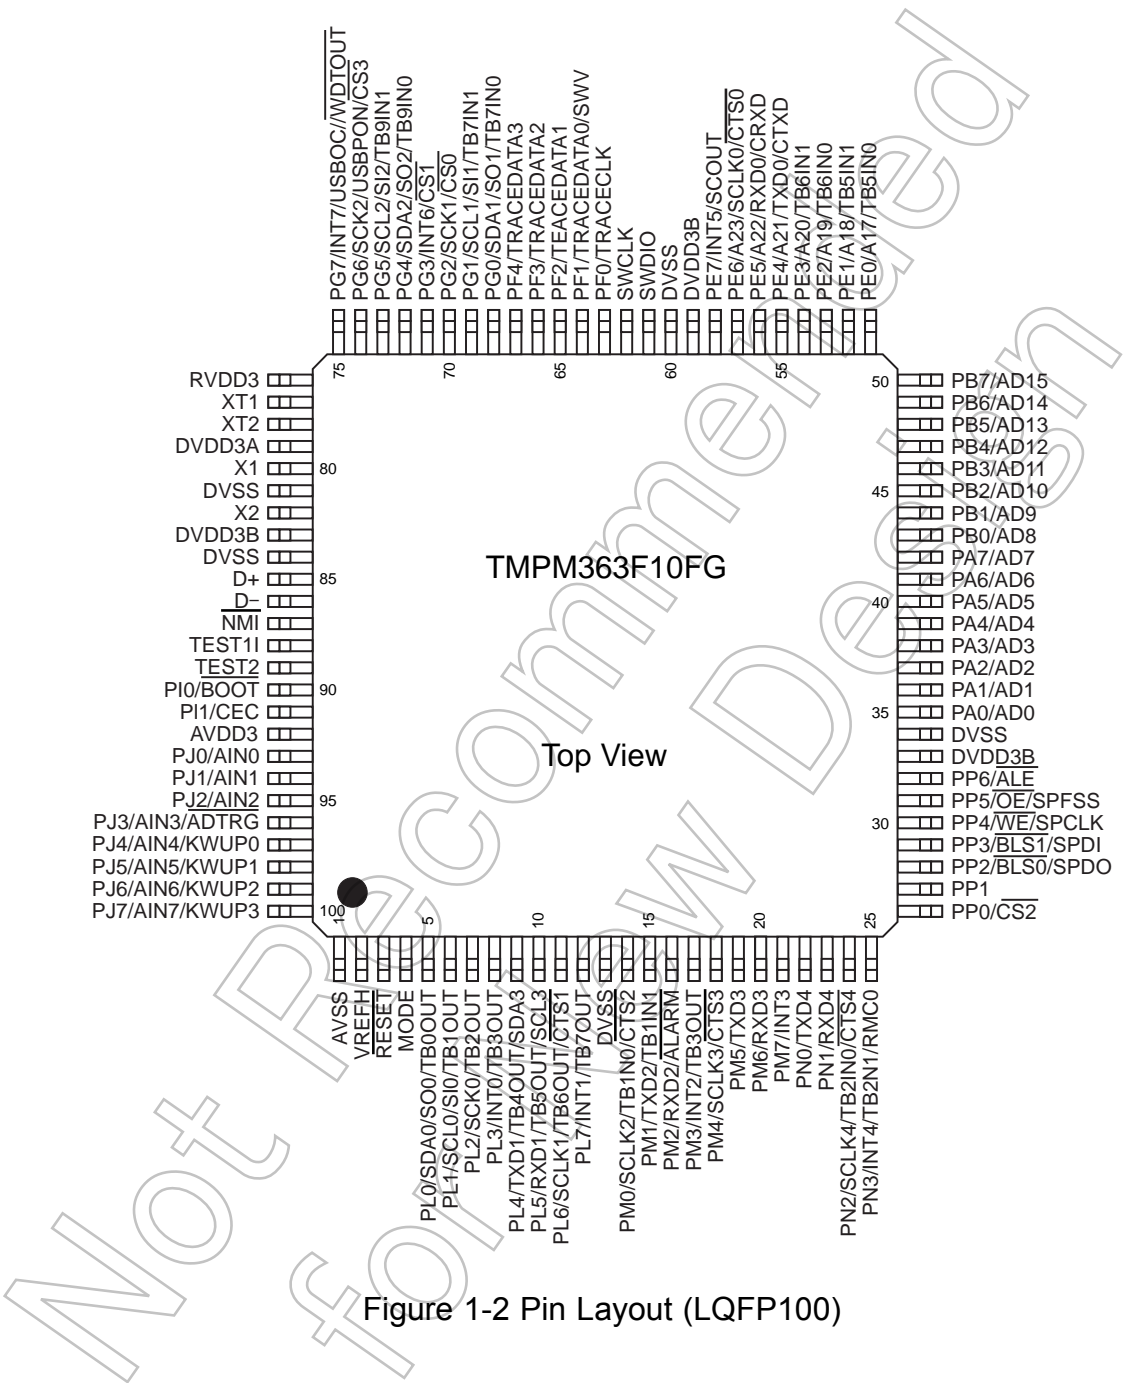 PG7/INT7/USBOC//WDTOUT
PG6/SCK2/USBPON/CS3
PG5/SCL2/SI2/TB9IN1
PG4/SDA2/SO2/TB9IN0
PG3/INT6/CS1
PG2/SCK1/CS0
PG1/SCL1/SI1/TB7IN1
PG0/SDA1/SO1/TB7IN0
PF4/TRACEDATA3
PF3/TRACEDATA2
PF2/TEACEDATA1
PF1/TRACEDATA0/SWV
PF0/TRACECLK
SWCLK
SWDIO
DVSS
DVDD3B
PE7/INT5/SCOUT
PE6/A23/SCLK0/CTS0
PE5/A22/RXD0/CRXD
PE4/A21/TXD0/CTXD
PE3/A20/TB6IN1
PE2/A19/TB6IN0
PE1/A18/TB5IN1
PE0/A17/TB5IN0
75
70
65
60
55
RVDD3
XT1
XT2
DVDD3A
X1
DVSS
X2
DVDD3B
DVSS
D+
D−
NMI
TEST1I
TEST2
PI0/BOOT
PI1/CEC
AVDD3
PJ0/AIN0
PJ1/AIN1
PJ2/AIN2
PJ3/AIN3/ADTRG
PJ4/AIN4/KWUP0
PJ5/AIN5/KWUP1
PJ6/AIN6/KWUP2
PJ7/AIN7/KWUP3
80
85
90
95
100
TMPM363F10FG
Top View
50
45
40
35
30
PB7/AD15
PB6/AD14
PB5/AD13
PB4/AD12
PB3/AD11
PB2/AD10
PB1/AD9
PB0/AD8
PA7/AD7
PA6/AD6
PA5/AD5
PA4/AD4
PA3/AD3
PA2/AD2
PA1/AD1
PA0/AD0
DVSS
DVDD3B
PP6/ALE
PP5/OE/SPFSS
PP4/WE/SPCLK
PP3/BLS1/SPDI
PP2/BLS0/SPDO
PP1
PP0/CS2
1
5
10
15
20
25
AVSS
VREFH
RESET
MODE
PL0/SDA0/SO0/TB0OUT
PL1/SCL0/SI0/TB1OUT
PL2/SCK0/TB2OUT
PL3/INT0/TB3OUT
PL4/TXD1/TB4OUT/SDA3
PL5/RXD1/TB5OUT/SCL3
PL6/SCLK1/TB6OUT/CTS1
PL7/INT1/TB7OUT
DVSS
PM0/SCLK2/TB1IN0/CTS2
PM1/TXD2/TB1IN1
PM2/RXD2/ALARM
PM3/INT2/TB3OUT
PM4/SCLK3/CTS3
PM5/TXD3
PM6/RXD3
PM7/INT3
PN0/TXD4
PN1/RXD4
PN2/SCLK4/TB2IN0/CTS4
PN3/INT4/TB2N1/RMC0
Not Recommended
for New Design
Figure 1-2 Pin Layout (LQFP100)